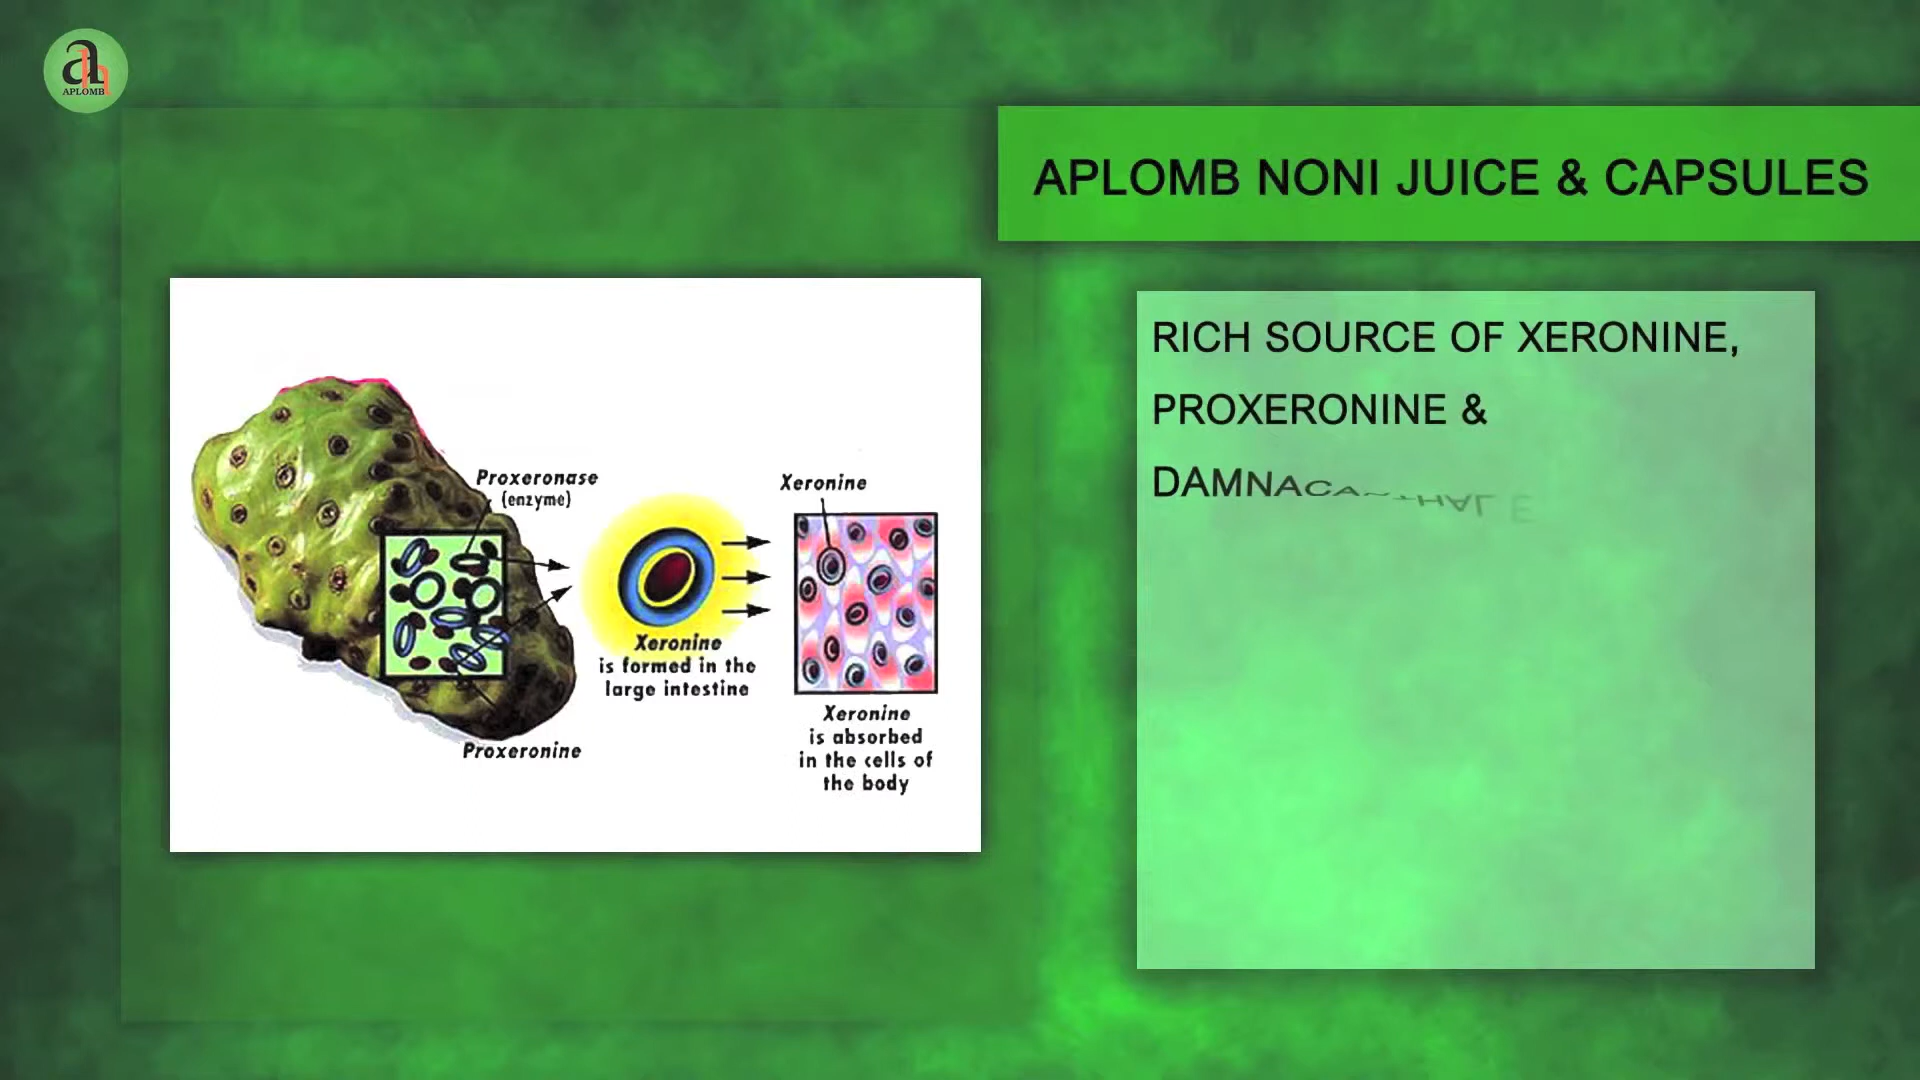 APLOMB
APLOMB NONI JUICE & CAPSULES
RICH SOURCE OF XERONINE,
PROXERONINE &
Proxeronase
(enzyme)
Xeronine
is formed in the
large intestine
Proxeronine
Xeronine
Xeronine
is absorbed
in the cells of
the body